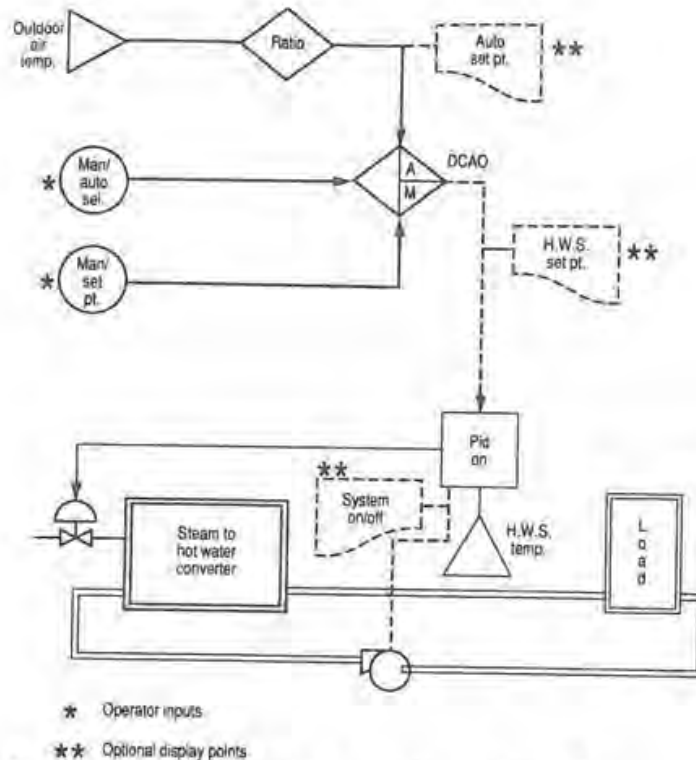 Outdoor
air
temp.
Ratio
Auto
set pt.
**
*
Man/
auto
sel.
A
M
DCAO
*
Man/
set
pt.
H.W.S.
set pt.
**
Pid
on
**
System
on/off
H.W.S.
temp.
Steam to
hot water
converter
L
o
a
d
* Operator inputs
** Optional display points